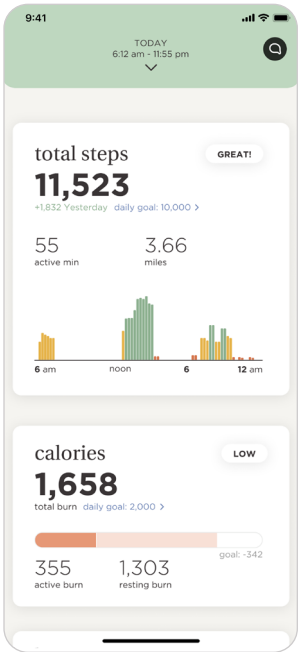 9:41
TODAY
6:12 am - 11:55 pm
total steps
GREAT!
11,523
+1,832 Yesterday daily goal: 10,000 >
55 3.66
active min miles
6 am noon 6 12 am
calories
LOW
1,658
total burn daily goal: 2,000 >
goal: -342
355 1,303
active burn resting burn